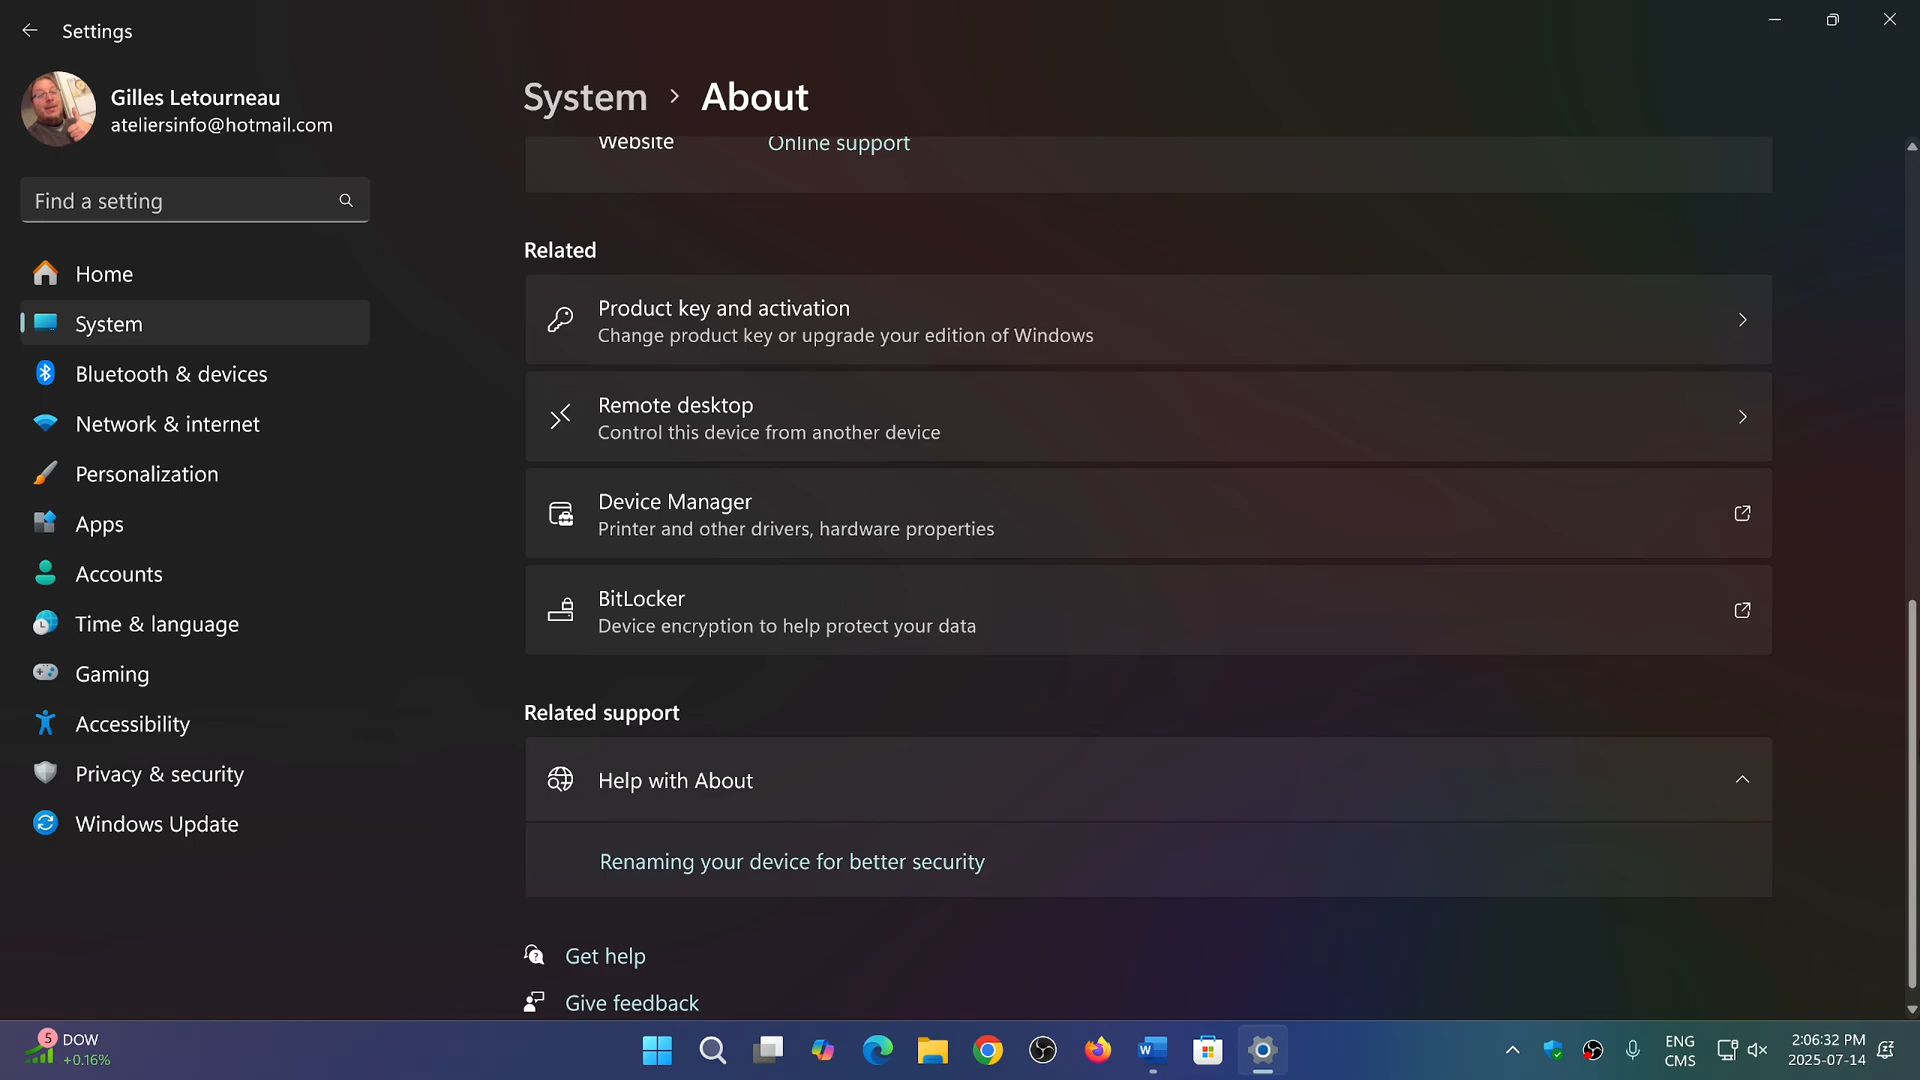 Settings
Gilles Letourneau
ateliersinfo@hotmail.com
Find a setting
Home
System
Bluetooth & devices
Network & internet
Personalization
Apps
Accounts
Time & language
Gaming
Accessibility
Privacy & security
Windows Update
System > About
Website Online support
Related
Product key and activation
Change product key or upgrade your edition of Windows
Remote desktop
Control this device from another device
Device Manager
Printer and other drivers, hardware properties
BitLocker
Device encryption to help protect your data
Related support
Help with About
Renaming your device for better security
Get help
Give feedback
5 DOW
+0.16%
W
ENG
CMS
2:06:32 PM
2025-07-14